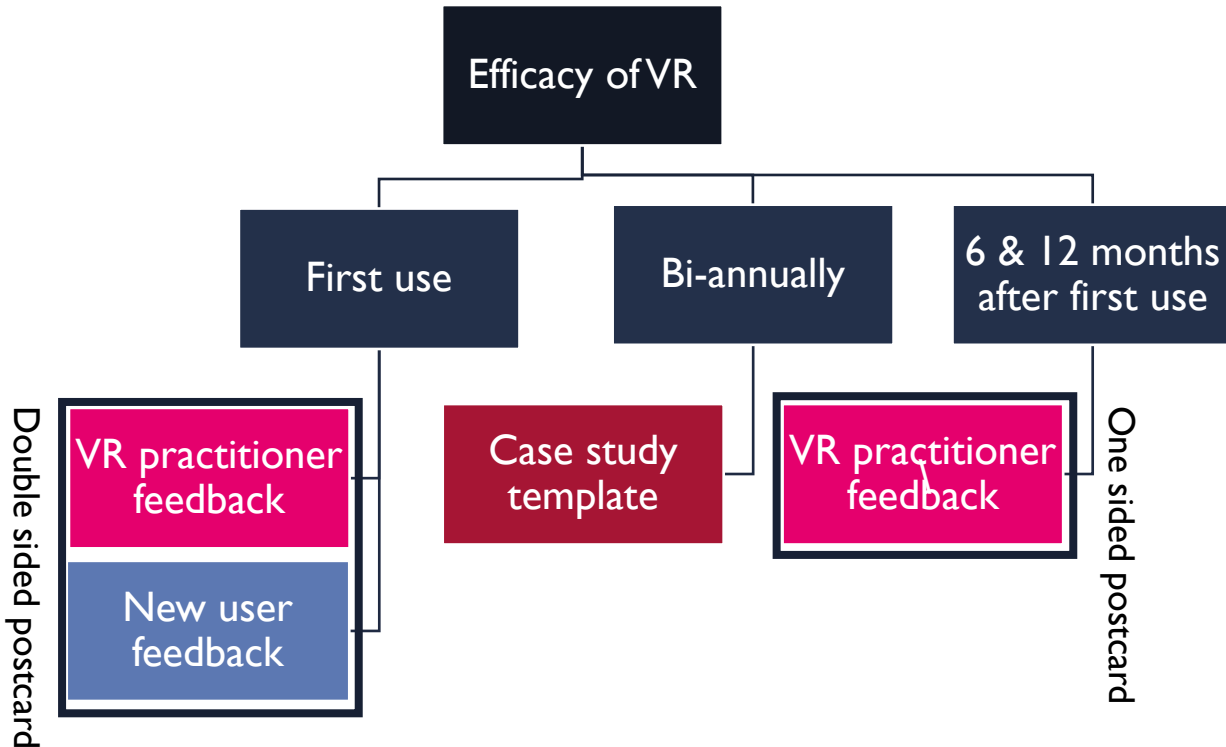 Efficacy of VR
First use
Bi-annually
6 & 12 months
after first use
Double sided postcard
VR practitioner
feedback
New user
feedback
Case study
template
VR practitioner
feedback
One sided postcard